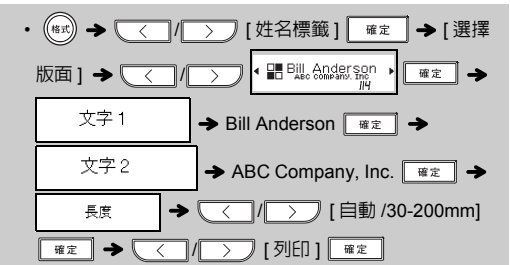 • 格式 ➔ < / > [ 姓名標籤 ] 確定 ➔ [ 選擇
版面 ] ➔ < / > Bill Anderson ABC Company, Inc 1/4 確定 ➔
文字 1 ➔ Bill Anderson 確定 ➔
文字 2 ➔ ABC Company, Inc. 確定 ➔
長度 ➔ < / > [ 自動 /30-200mm]
確定 ➔ < / > [ 列印 ] 確定